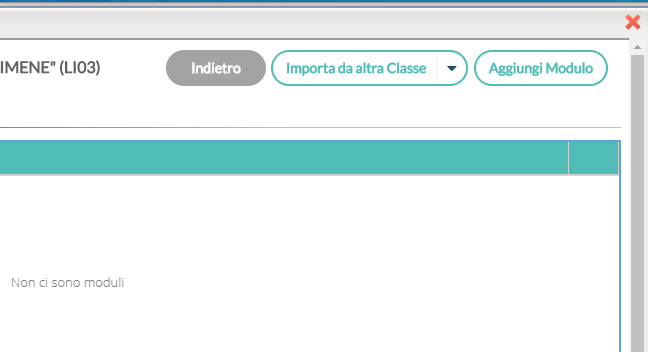 IMENE" (LI03)
Indietro
Importa da altra Classe
Aggiungi Modulo
Non ci sono moduli